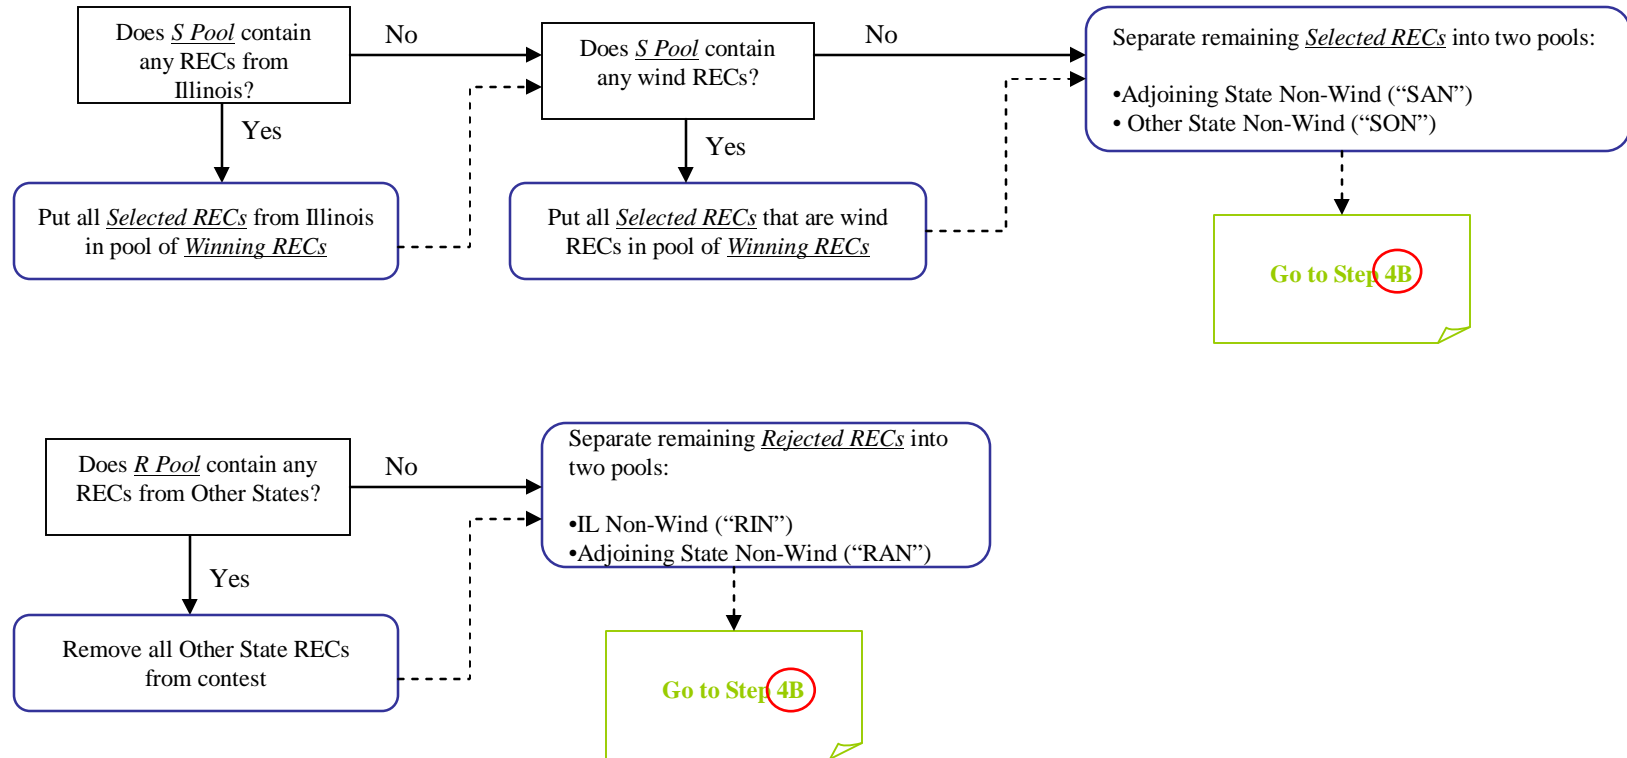 Does S Pool contain
any RECs from
Illinois?
No
Yes
Put all Selected RECs from Illinois
in pool of Winning RECs
Does S Pool contain
any wind RECs?
No
Yes
Put all Selected RECs that are wind
RECs in pool of Winning RECs
Separate remaining Selected RECs into two pools:
•Adjoining State Non-Wind (“SAN”)
• Other State Non-Wind (“SON”)
Go to Step 4B
Does R Pool contain any
RECs from Other States?
No
Yes
Remove all Other State RECs
from contest
Separate remaining Rejected RECs into
two pools:
•IL Non-Wind (“RIN”)
•Adjoining State Non-Wind (“RAN”)
Go to Step 4B